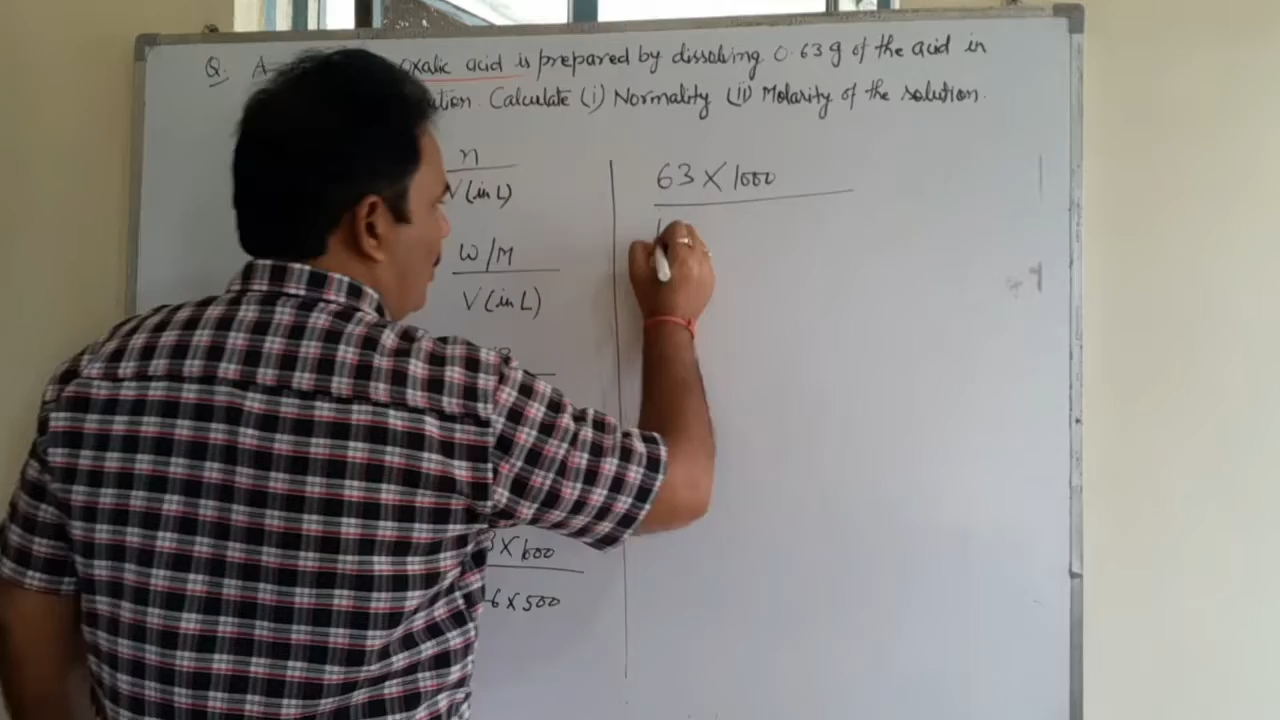 Q. A oxalic acid is prepared by dissolving 0.63 g of the acid in
ution. Calculate (i) Normality (ii) Molarity of the solution.
n
V (in L)
W/M
V (in L)
3 X 1000
6 X 500
63 X 1000
1